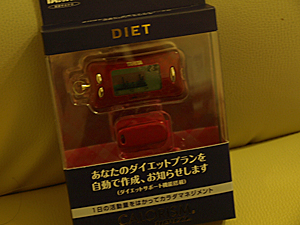 DIET
あなたのダイエットプランを
自動で作成、お知らせします
(ダイエットサポート機能搭載)
1日の活動量をはかってカラダマネジメント